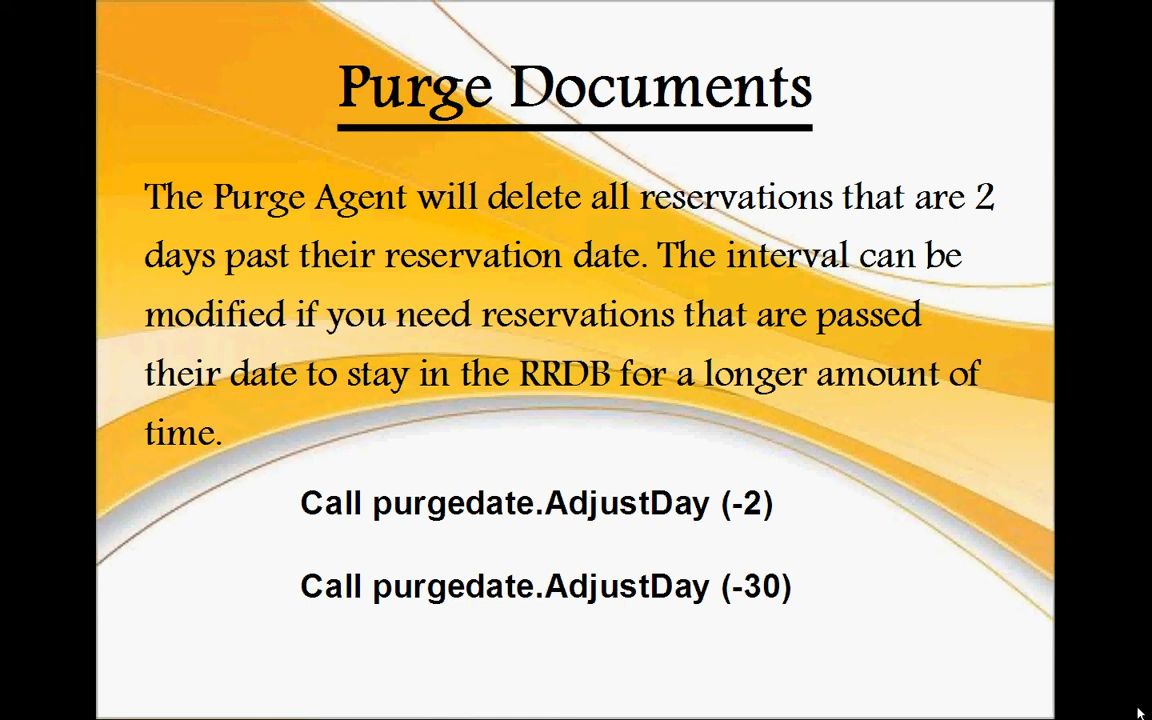 Purge Documents
The Purge Agent will delete all reservations that are 2
days past their reservation date. The interval can be
modified if you need reservations that are passed
their date to stay in the RRDB for a longer amount of
time.
Call purgedate.AdjustDay (-2)
Call purgedate.AdjustDay (-30)